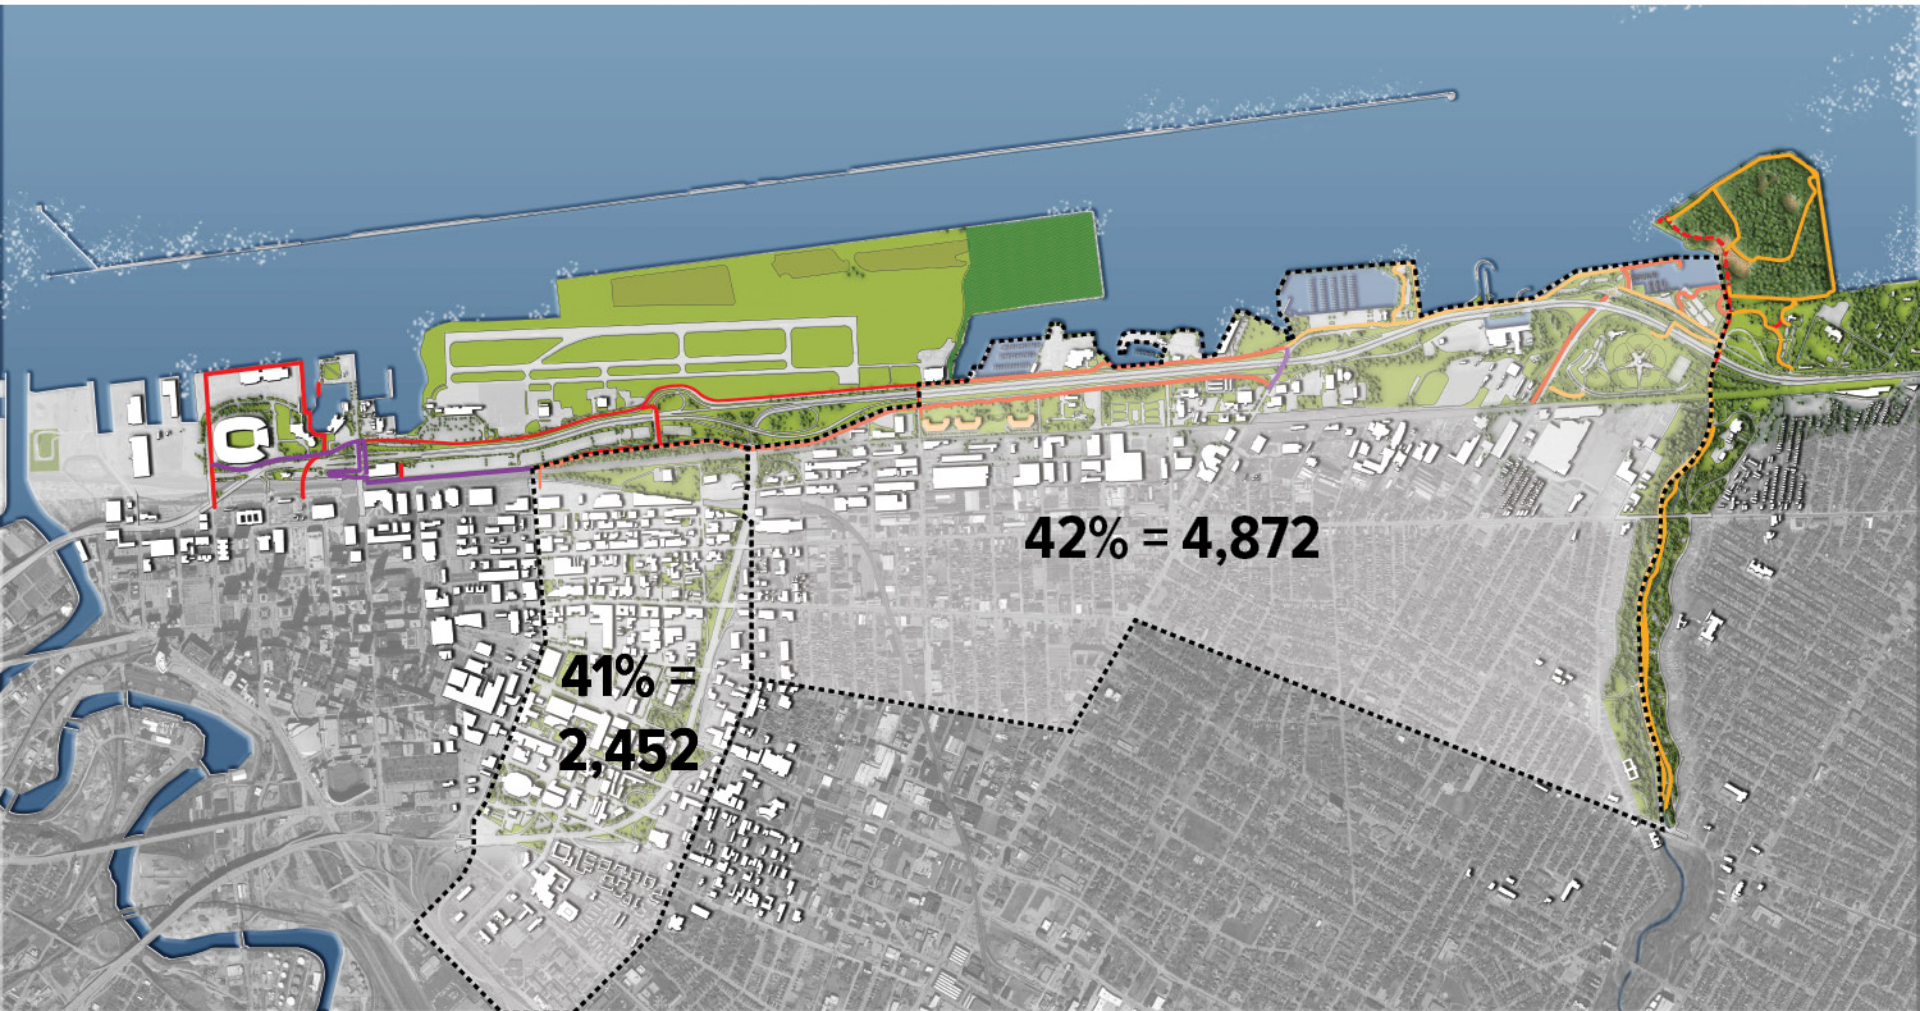 42% = 4,872
41% =
2,452